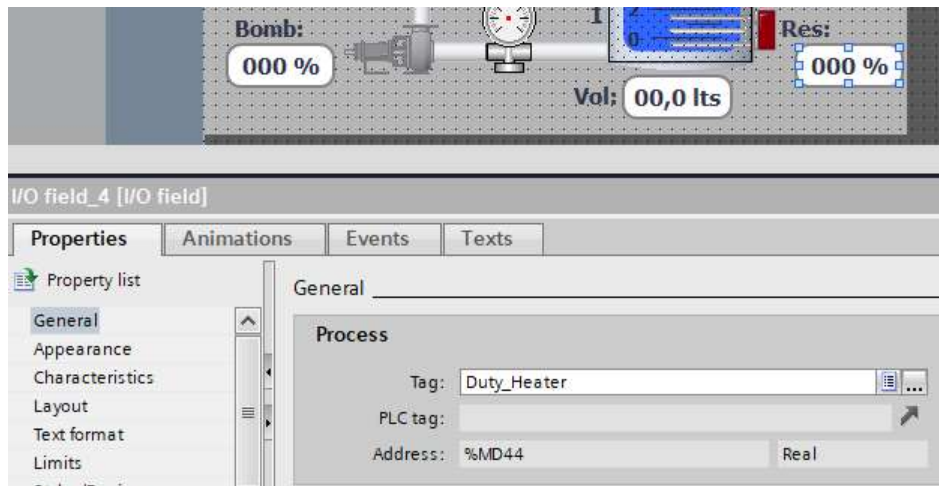 2
1
Bomb:
0
Res:
000 %
000 %
Vol:
00,0 lts
I/O field_4 [I/O field]
Properties
Animations
Events
Texts
Property list
General
General
Appearance
Process
Characteristics
Tag:
Duty_Heater
...
Layout
PLC tag:
Text format
Address:
%MD44
Real
Limits